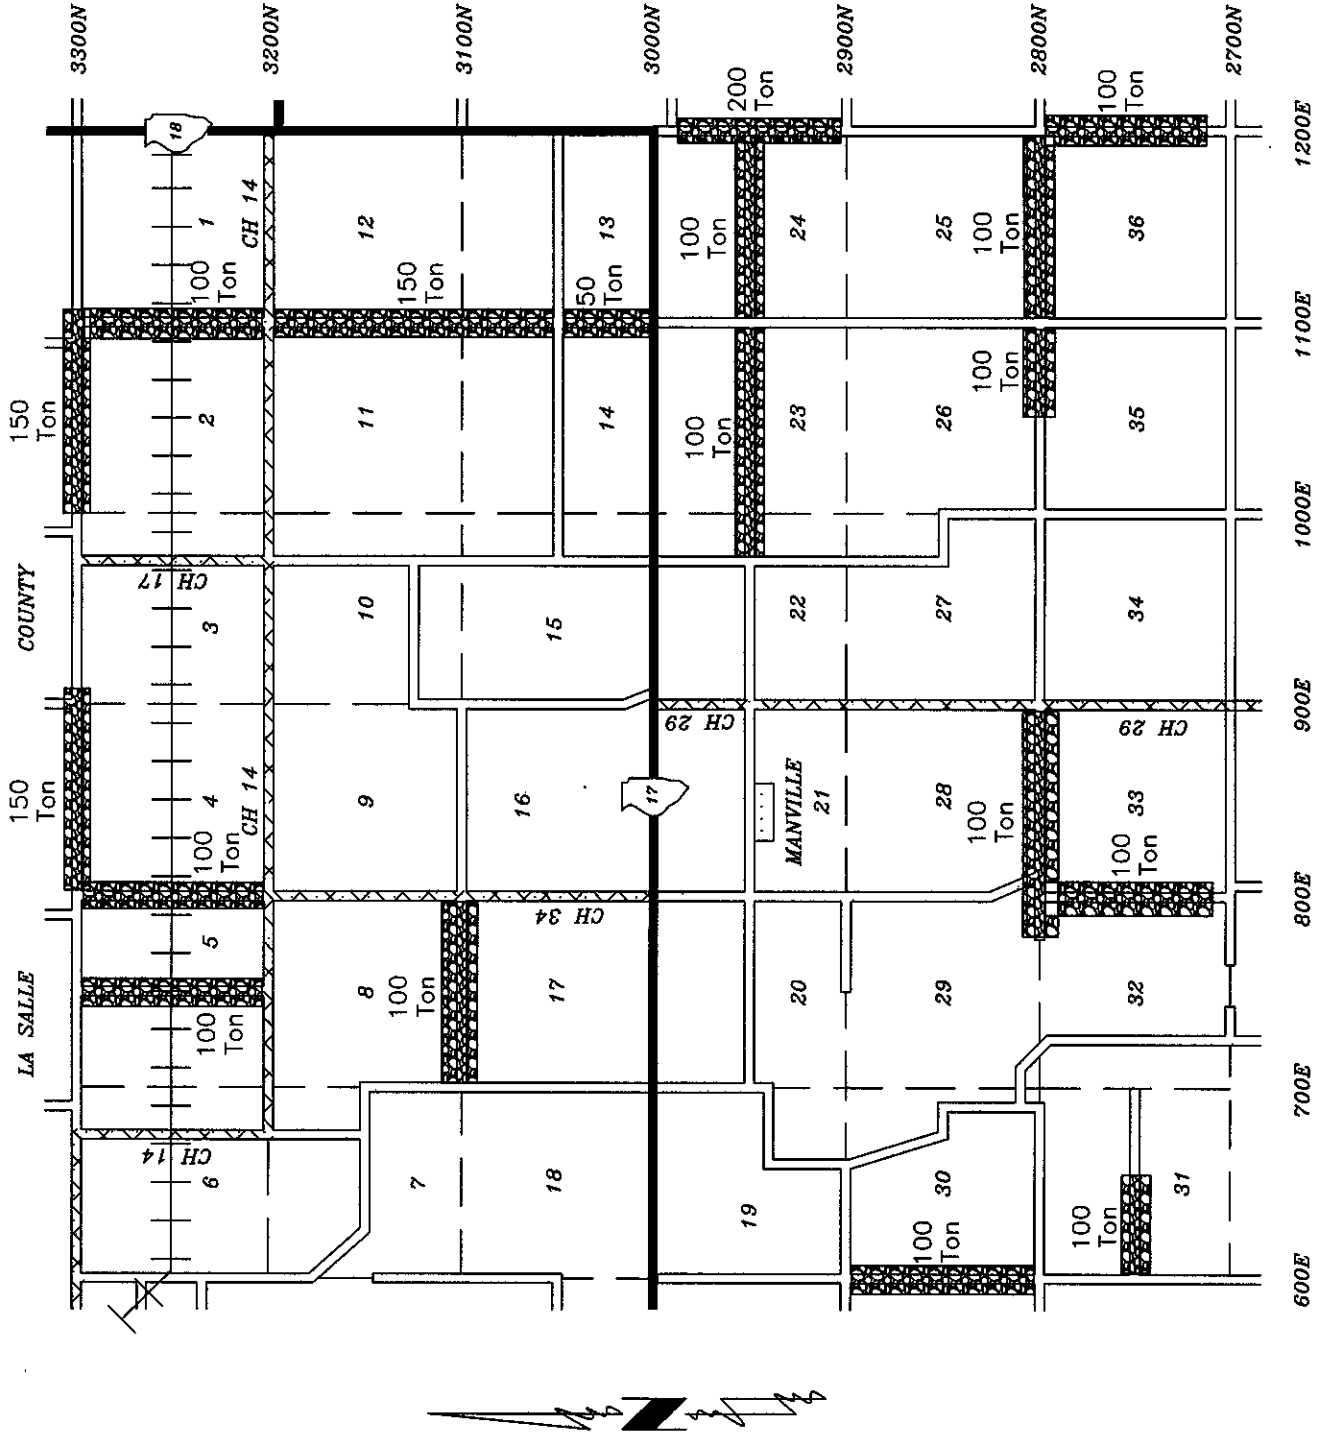 3300N
3200N
3100N
3000N
2900N
2800N
2700N
200
Ton
100
Ton
18
1
CH 14
12
13
24
25
36
1200E
100
Ton
150
Ton
50
Ton
100
Ton
100
Ton
1100E
150
Ton
2
11
14
100
Ton
23
26
100
Ton
35
1000E
COUNTY
CH 17
3
10
15
22
27
34
900E
CH 29
CH 29
150
Ton
4
CH 14
100
Ton
9
16
17
MANVILLE
21
28
100
Ton
33
100
Ton
800E
5
CH 34
LA SALLE
100
Ton
8
100
Ton
17
20
29
32
700E
CH 14
6
7
18
19
30
100
Ton
100
Ton
31
600E
N